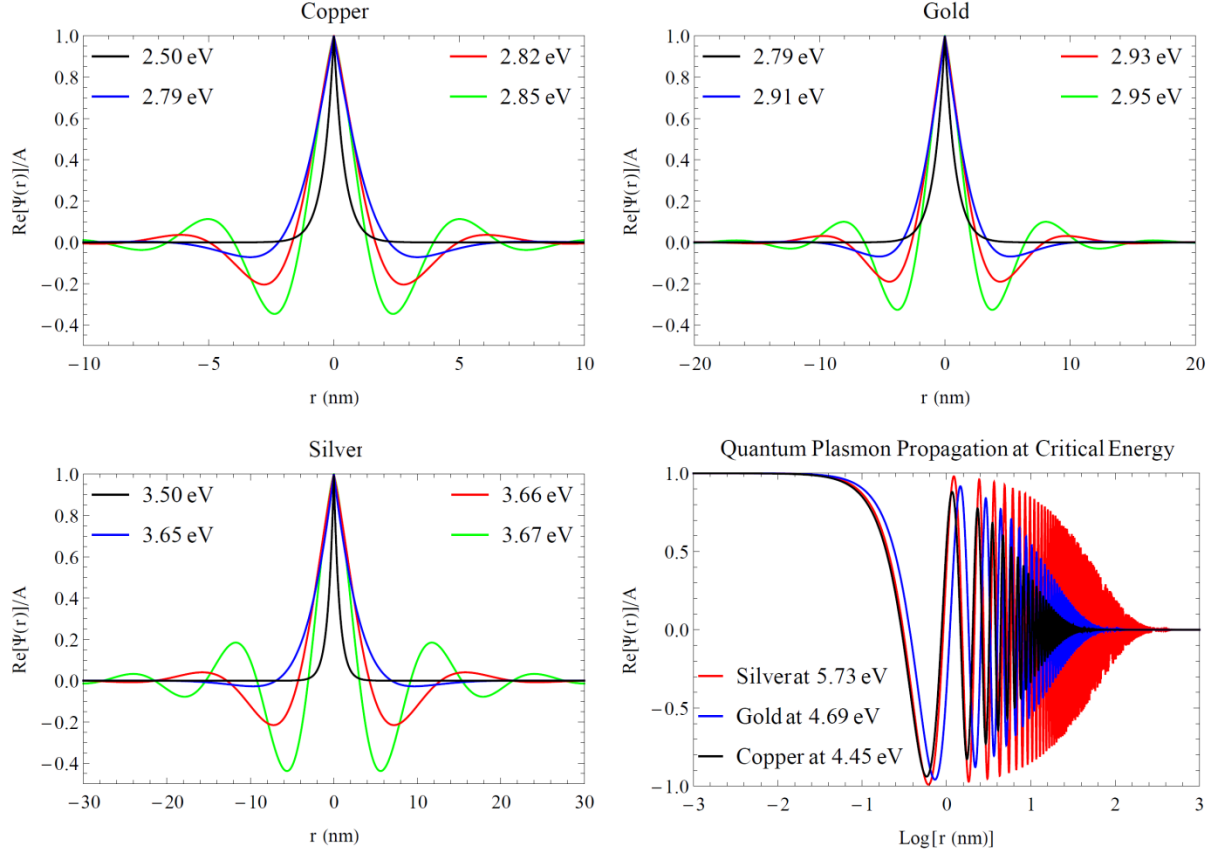 Copper
1.0
0.8
0.6
0.4
0.2
0.0
−0.2
−0.4
Re[Ψ(r)]/A
2.50 eV
2.79 eV
2.82 eV
2.85 eV
−10
−5
0
5
10
r (nm)
Gold
1.0
0.8
0.6
0.4
0.2
0.0
−0.2
−0.4
Re[Ψ(r)]/A
2.79 eV
2.91 eV
2.93 eV
2.95 eV
−20
−10
0
10
20
r (nm)
Silver
1.0
0.8
0.6
0.4
0.2
0.0
−0.2
−0.4
Re[Ψ(r)]/A
3.50 eV
3.65 eV
3.66 eV
3.67 eV
−30
−20
−10
0
10
20
30
r (nm)
Quantum Plasmon Propagation at Critical Energy
1.0
0.5
0.0
−0.5
−1.0
Re[Ψ(r)]/A
Silver at 5.73 eV
Gold at 4.69 eV
Copper at 4.45 eV
−3
−2
−1
0
1
2
3
Log[r (nm)]